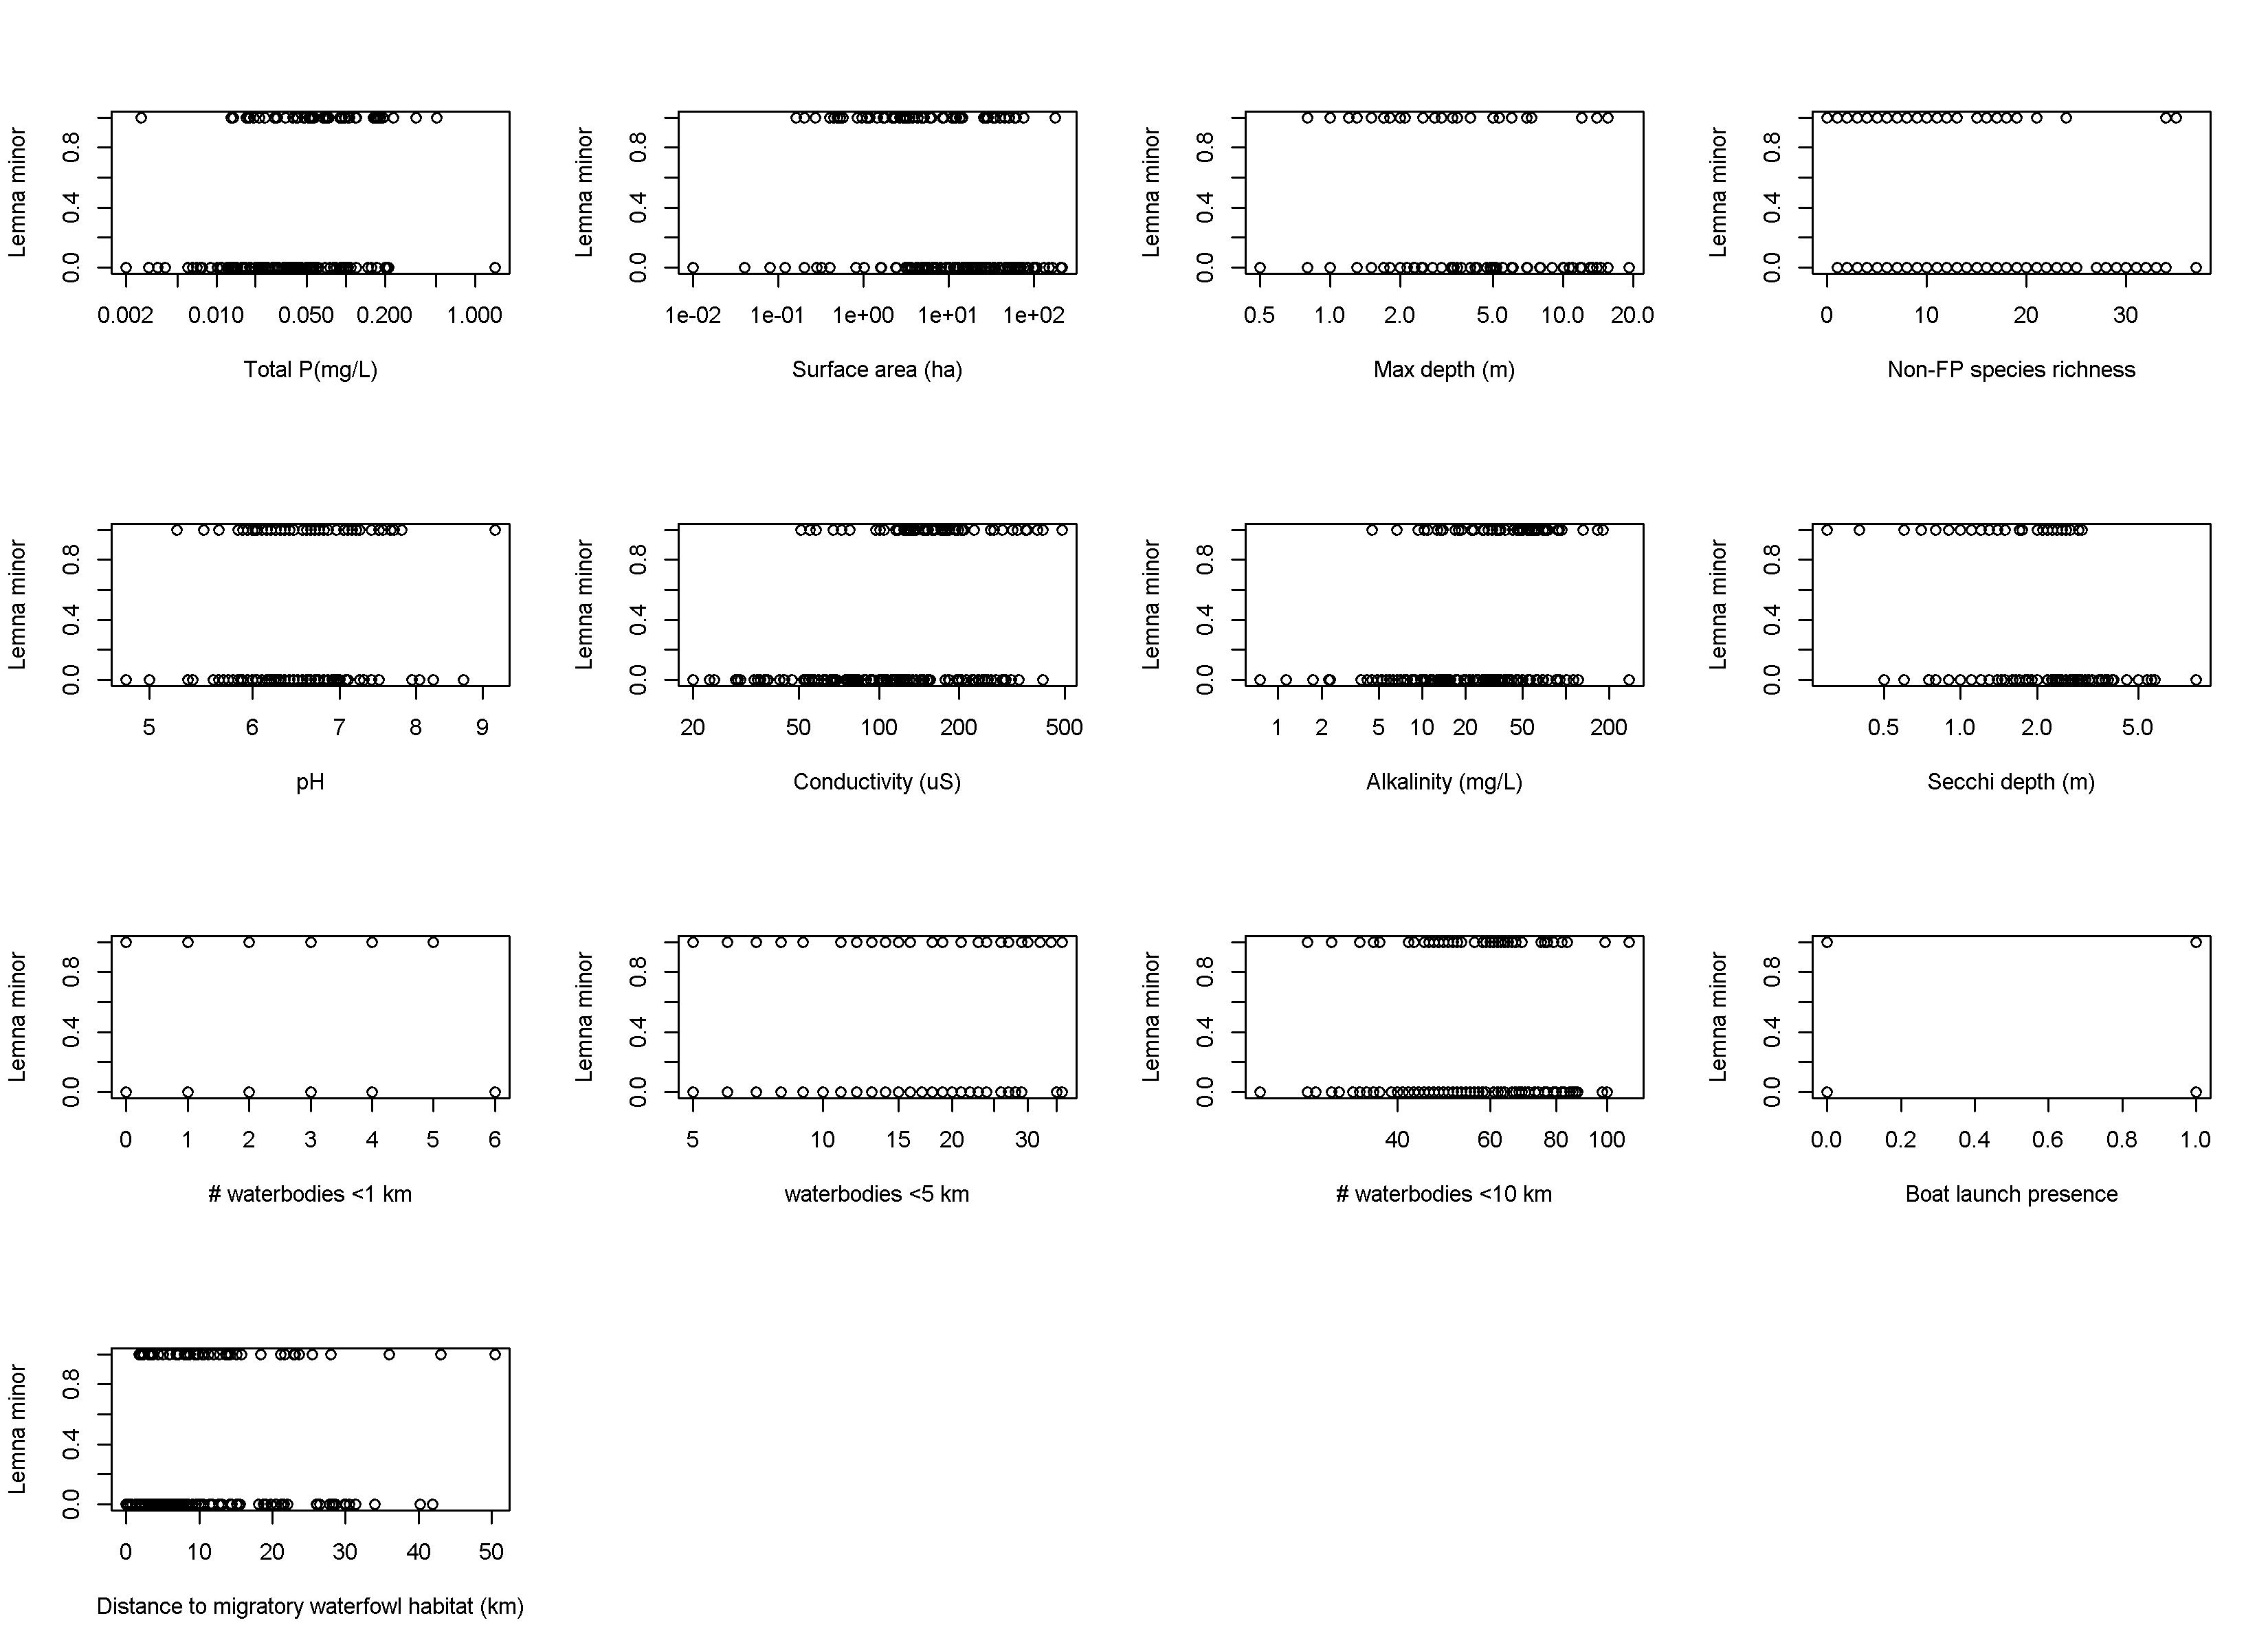 Lemna minor
0.0 0.4 0.8
0.002 0.010 0.050 0.200 1.000
Total P(mg/L)
Lemna minor
0.0 0.4 0.8
1e-02 1e-01 1e+00 1e+01 1e+02
Surface area (ha)
Lemna minor
0.0 0.4 0.8
0.5 1.0 2.0 5.0 10.0 20.0
Max depth (m)
Lemna minor
0.0 0.4 0.8
0 10 20 30
Non-FP species richness
Lemna minor
0.0 0.4 0.8
5 6 7 8 9
pH
Lemna minor
0.0 0.4 0.8
20 50 100 200 500
Conductivity (uS)
Lemna minor
0.0 0.4 0.8
1 2 5 10 20 50 200
Alkalinity (mg/L)
Lemna minor
0.0 0.4 0.8
0.5 1.0 2.0 5.0
Secchi depth (m)
Lemna minor
0.0 0.4 0.8
0 1 2 3 4 5 6
# waterbodies <1 km
Lemna minor
0.0 0.4 0.8
5 10 15 20 30
waterbodies <5 km
Lemna minor
0.0 0.4 0.8
40 60 80 100
# waterbodies <10 km
Lemna minor
0.0 0.4 0.8
0.0 0.2 0.4 0.6 0.8 1.0
Boat launch presence
Lemna minor
0.0 0.4 0.8
0 10 20 30 40 50
Distance to migratory waterfowl habitat (km)